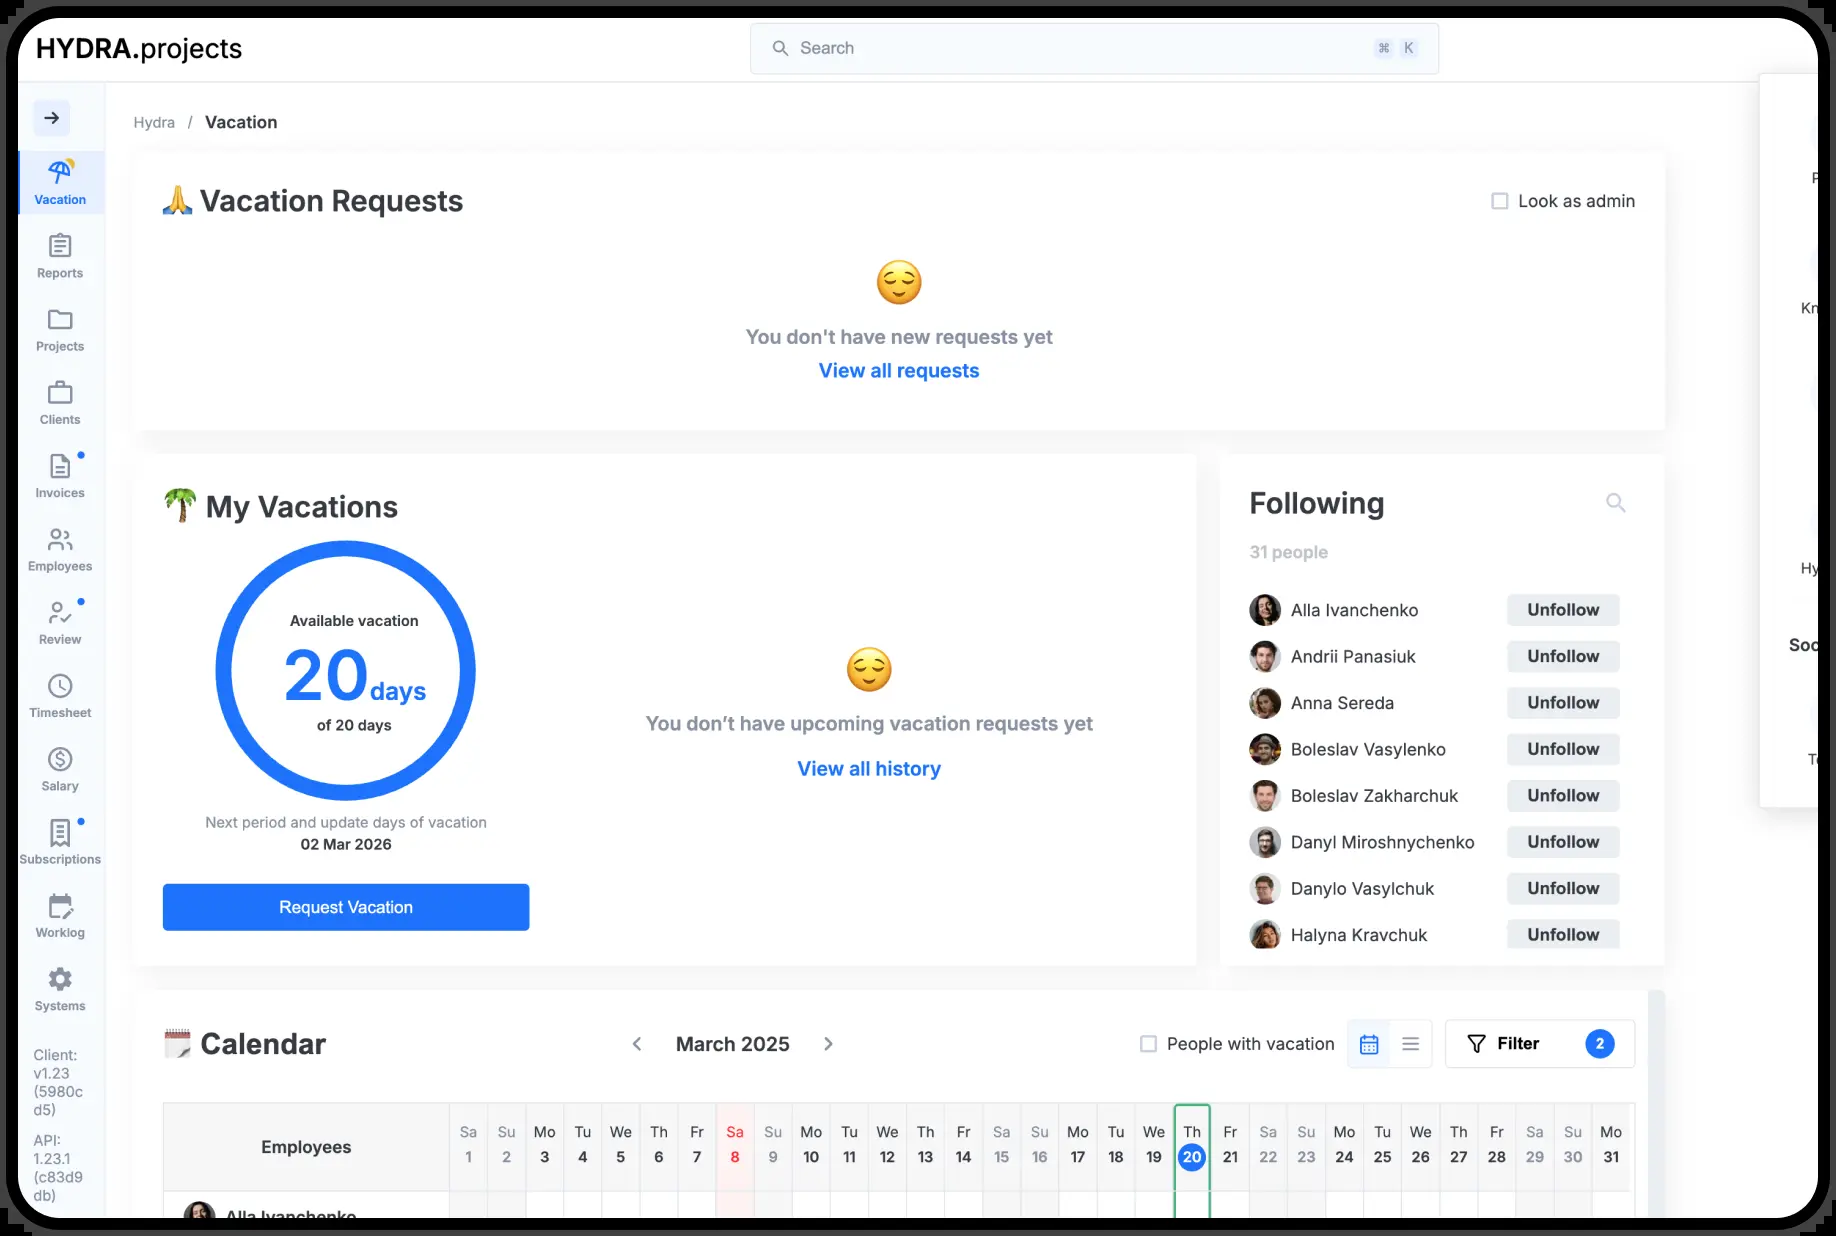 HYDRA.projects
Search
⌘ K
Hydra / Vacation
Vacation
Reports
Projects
Clients
Invoices
Employees
Review
Timesheet
Salary
Subscriptions
Worklog
Systems
Client:
v1.23
(5980c
d5)
API:
1.23.1
(c83d9
db)
🙏 Vacation Requests
Look as admin
You don't have new requests yet
View all requests
🌴 My Vacations
Available vacation
20 days
of 20 days
Next period and update days of vacation
02 Mar 2026
Request Vacation
You don’t have upcoming vacation requests yet
View all history
Following
31 people
Alla Ivanchenko Unfollow
Andrii Panasiuk Unfollow
Anna Sereda Unfollow
Boleslav Vasylenko Unfollow
Boleslav Zakharchuk Unfollow
Danyl Miroshnychenko Unfollow
Danylo Vasylchuk Unfollow
Halyna Kravchuk Unfollow
Kn
Hy
Soc
Calendar
< March 2025 >
People with vacation
Filter 2
Employees
Sa Su Mo Tu We Th Fr Sa Su Mo Tu We Th Fr Sa Su Mo Tu We Th Fr Sa Su Mo Tu We Th Fr Sa Su Mo
1 2 3 4 5 6 7 8 9 10 11 12 13 14 15 16 17 18 19 20 21 22 23 24 25 26 27 28 29 30 31
Alla Ivanchenko